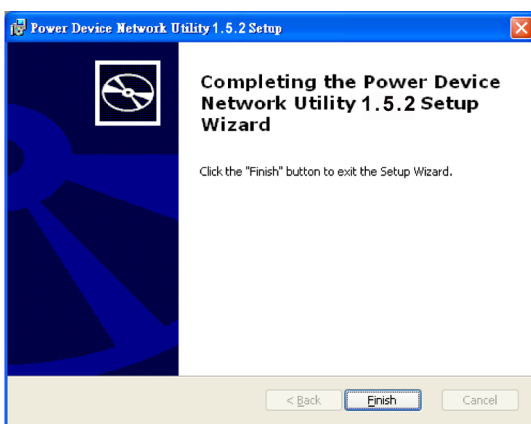 Power Device Network Utility 1.5.2 Setup
Completing the Power Device
Network Utility 1.5.2 Setup
Wizard
Click the "Finish" button to exit the Setup Wizard.
< Back Finish Cancel